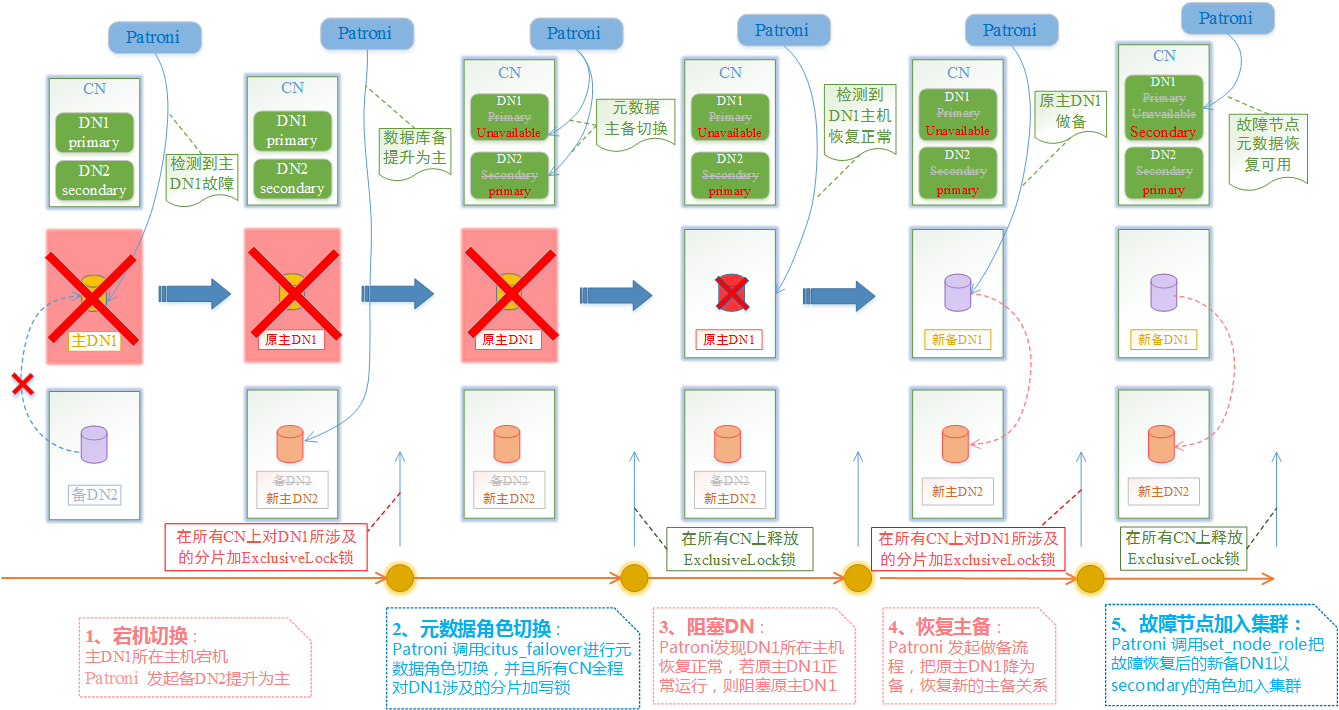 Patroni
Patroni
Patroni
Patroni
Patroni
Patroni
CN
DN1
primary
DN2
secondary
检测到主
DN1故障
CN
DN1
primary
DN2
secondary
数据库备
提升为主
CN
DN1
Primary
Unavailable
DN2
Secondary
primary
元数据
主备切换
CN
DN1
Primary
Unavailable
DN2
Secondary
primary
检测到
DN1主机
恢复正常
CN
DN1
Primary
Unavailable
DN2
Secondary
primary
原主DN1
做备
CN
DN1
Primary
Unavailable
Secondary
DN2
Secondary
primary
故障节点
元数据恢
复可用
主DN1
原主DN1
原主DN1
原主DN1
新备DN1
新备DN1
备DN2
备DN2
新主DN2
备DN2
新主DN2
备DN2
新主DN2
新主DN2
新主DN2
在所有CN上对DN1所涉及
的分片加ExclusiveLock锁
在所有CN上释放
ExclusiveLock锁
在所有CN上对DN1所涉及
的分片加ExclusiveLock锁
在所有CN上释放
ExclusiveLock锁
1、宕机切换：
主DN1所在主机宕机
Patroni 发起备DN2提升为主
2、元数据角色切换：
Patroni 调用citus_failover进行元
数据角色切换，并且所有CN全程
对DN1涉及的分片加写锁
3、阻塞DN：
Patroni发现DN1所在主机
恢复正常，若原主DN1正
常运行，则阻塞原主DN1
4、恢复主备：
Patroni 发起做备流
程，把原主DN1降为
备，恢复新的主备关系
5、故障节点加入集群：
Patroni 调用set_node_role把
故障恢复后的新备DN1以
secondary的角色加入集群